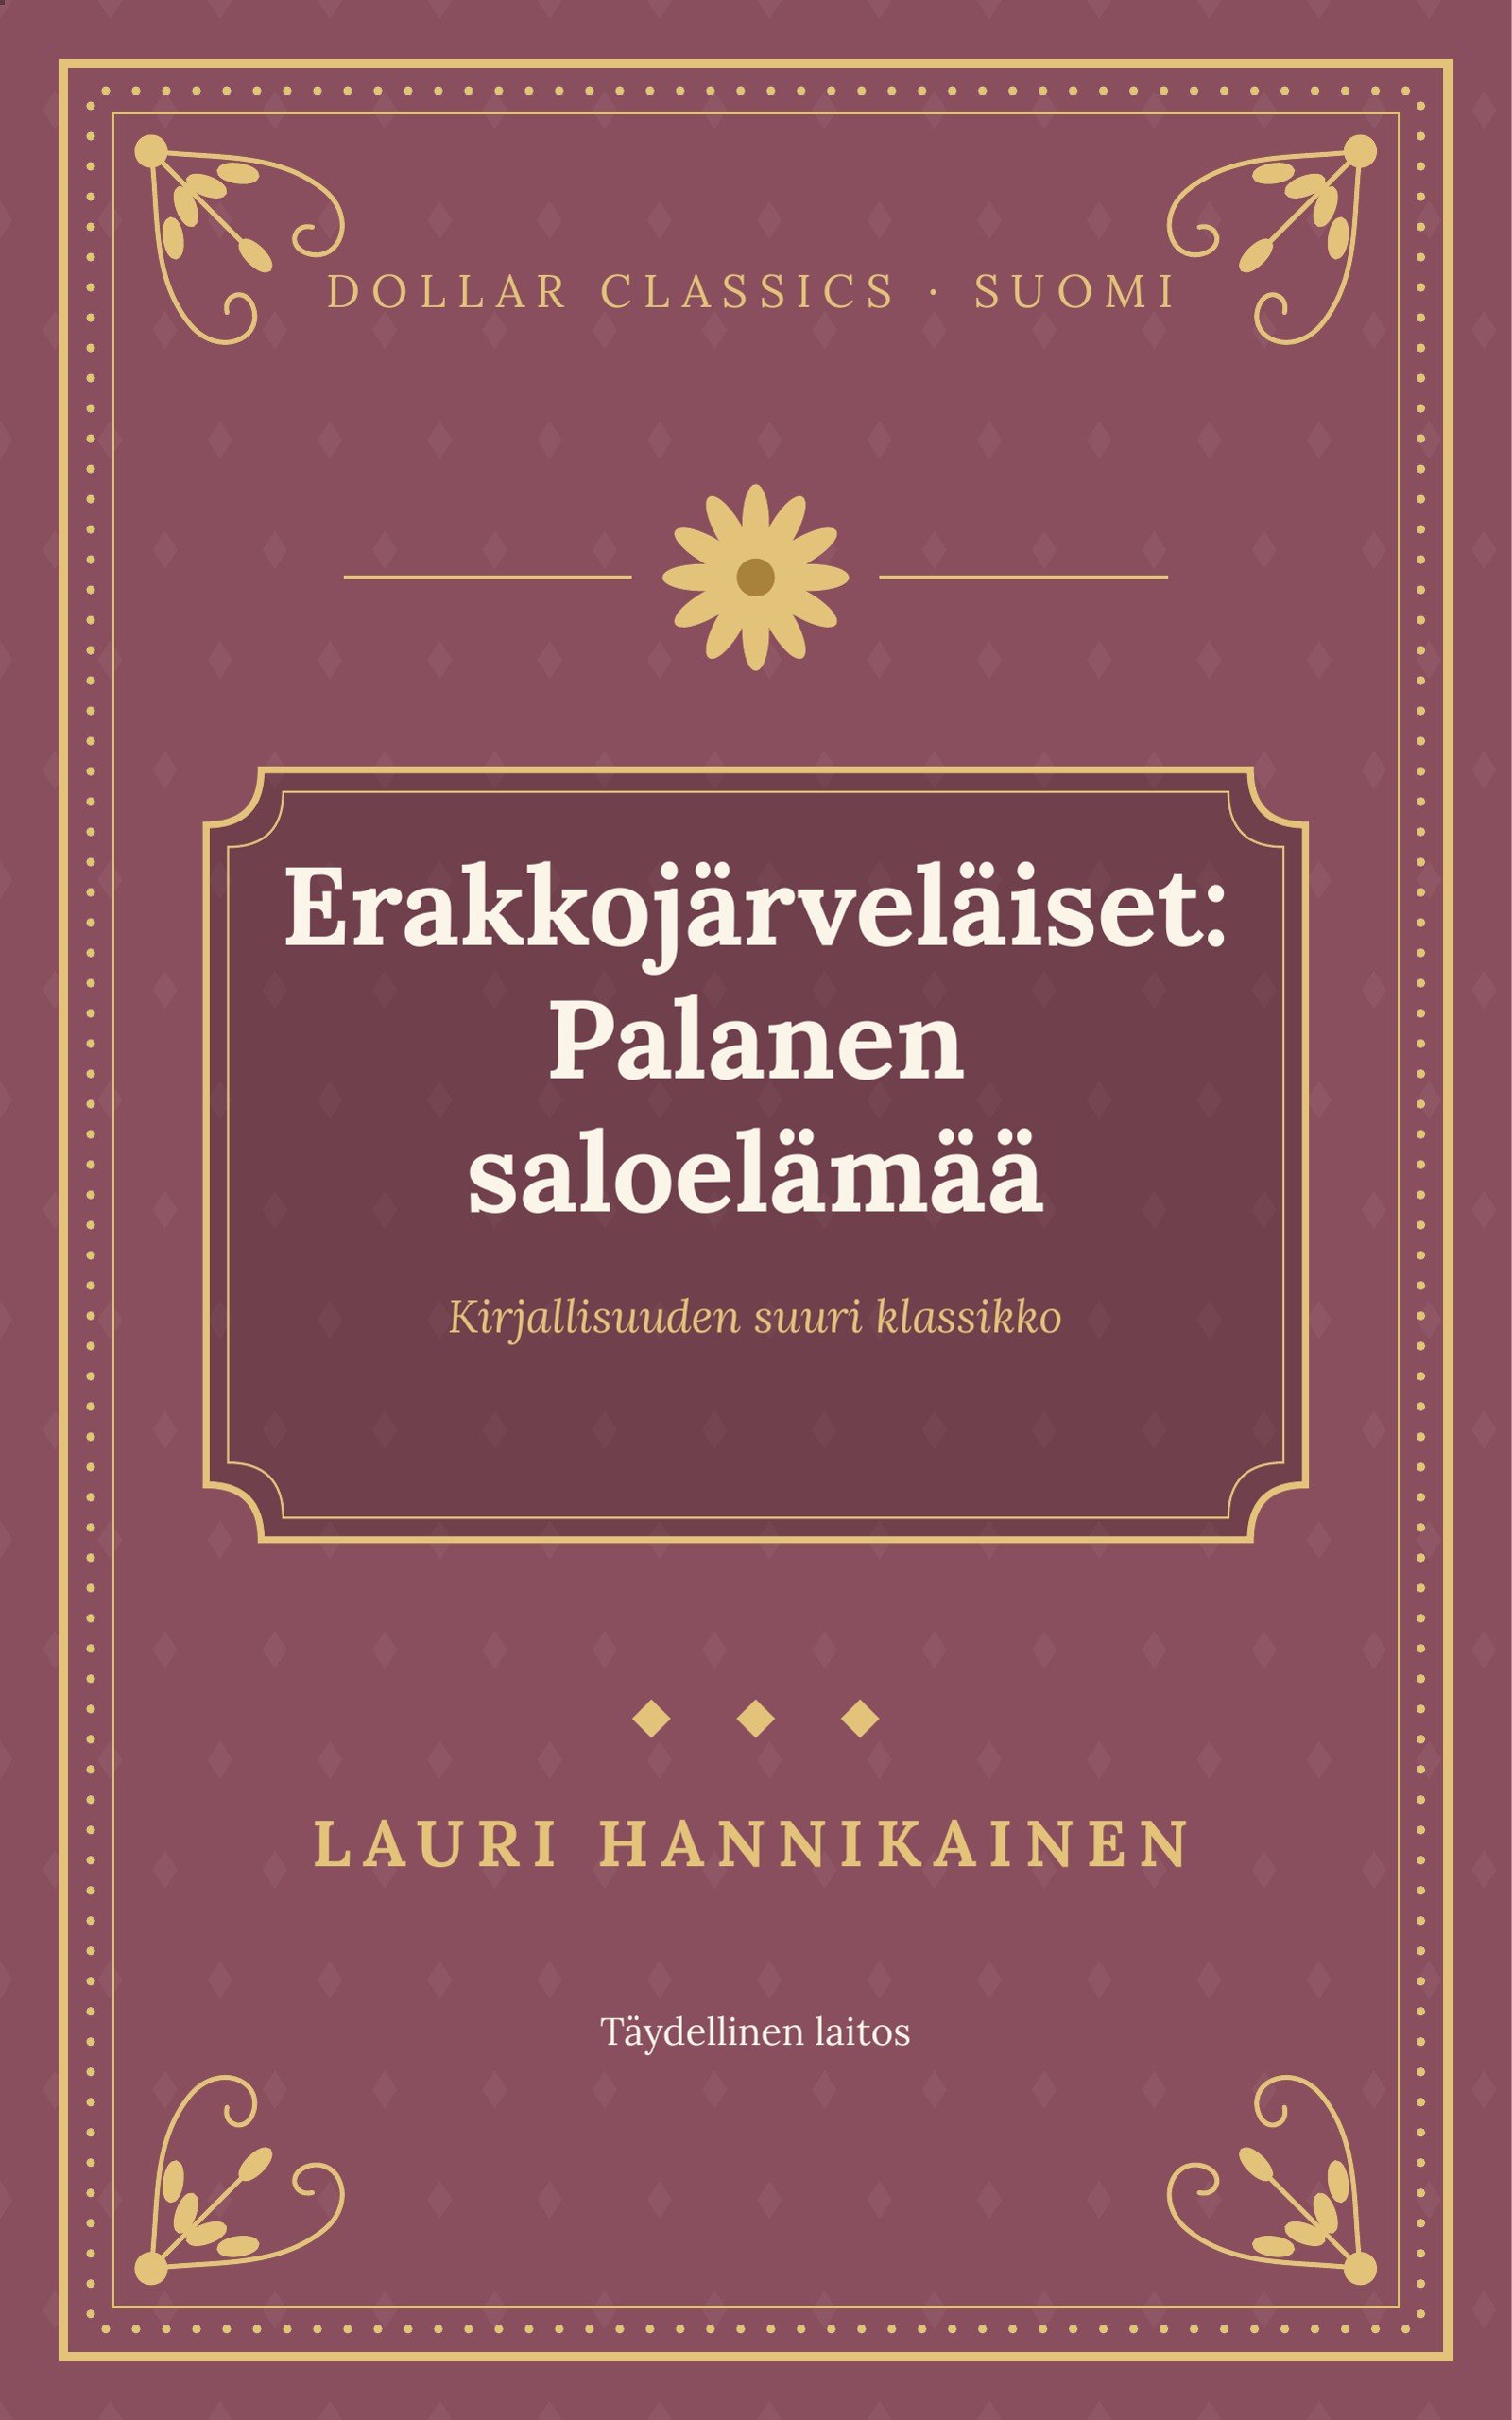 DOLLAR CLASSICS · SUOMI
Erakkojärveläiset:
Palanen
saloelämää
Kirjallisuuden suuri klassikko
LAURI HANNIKAINEN
Täydellinen laitos